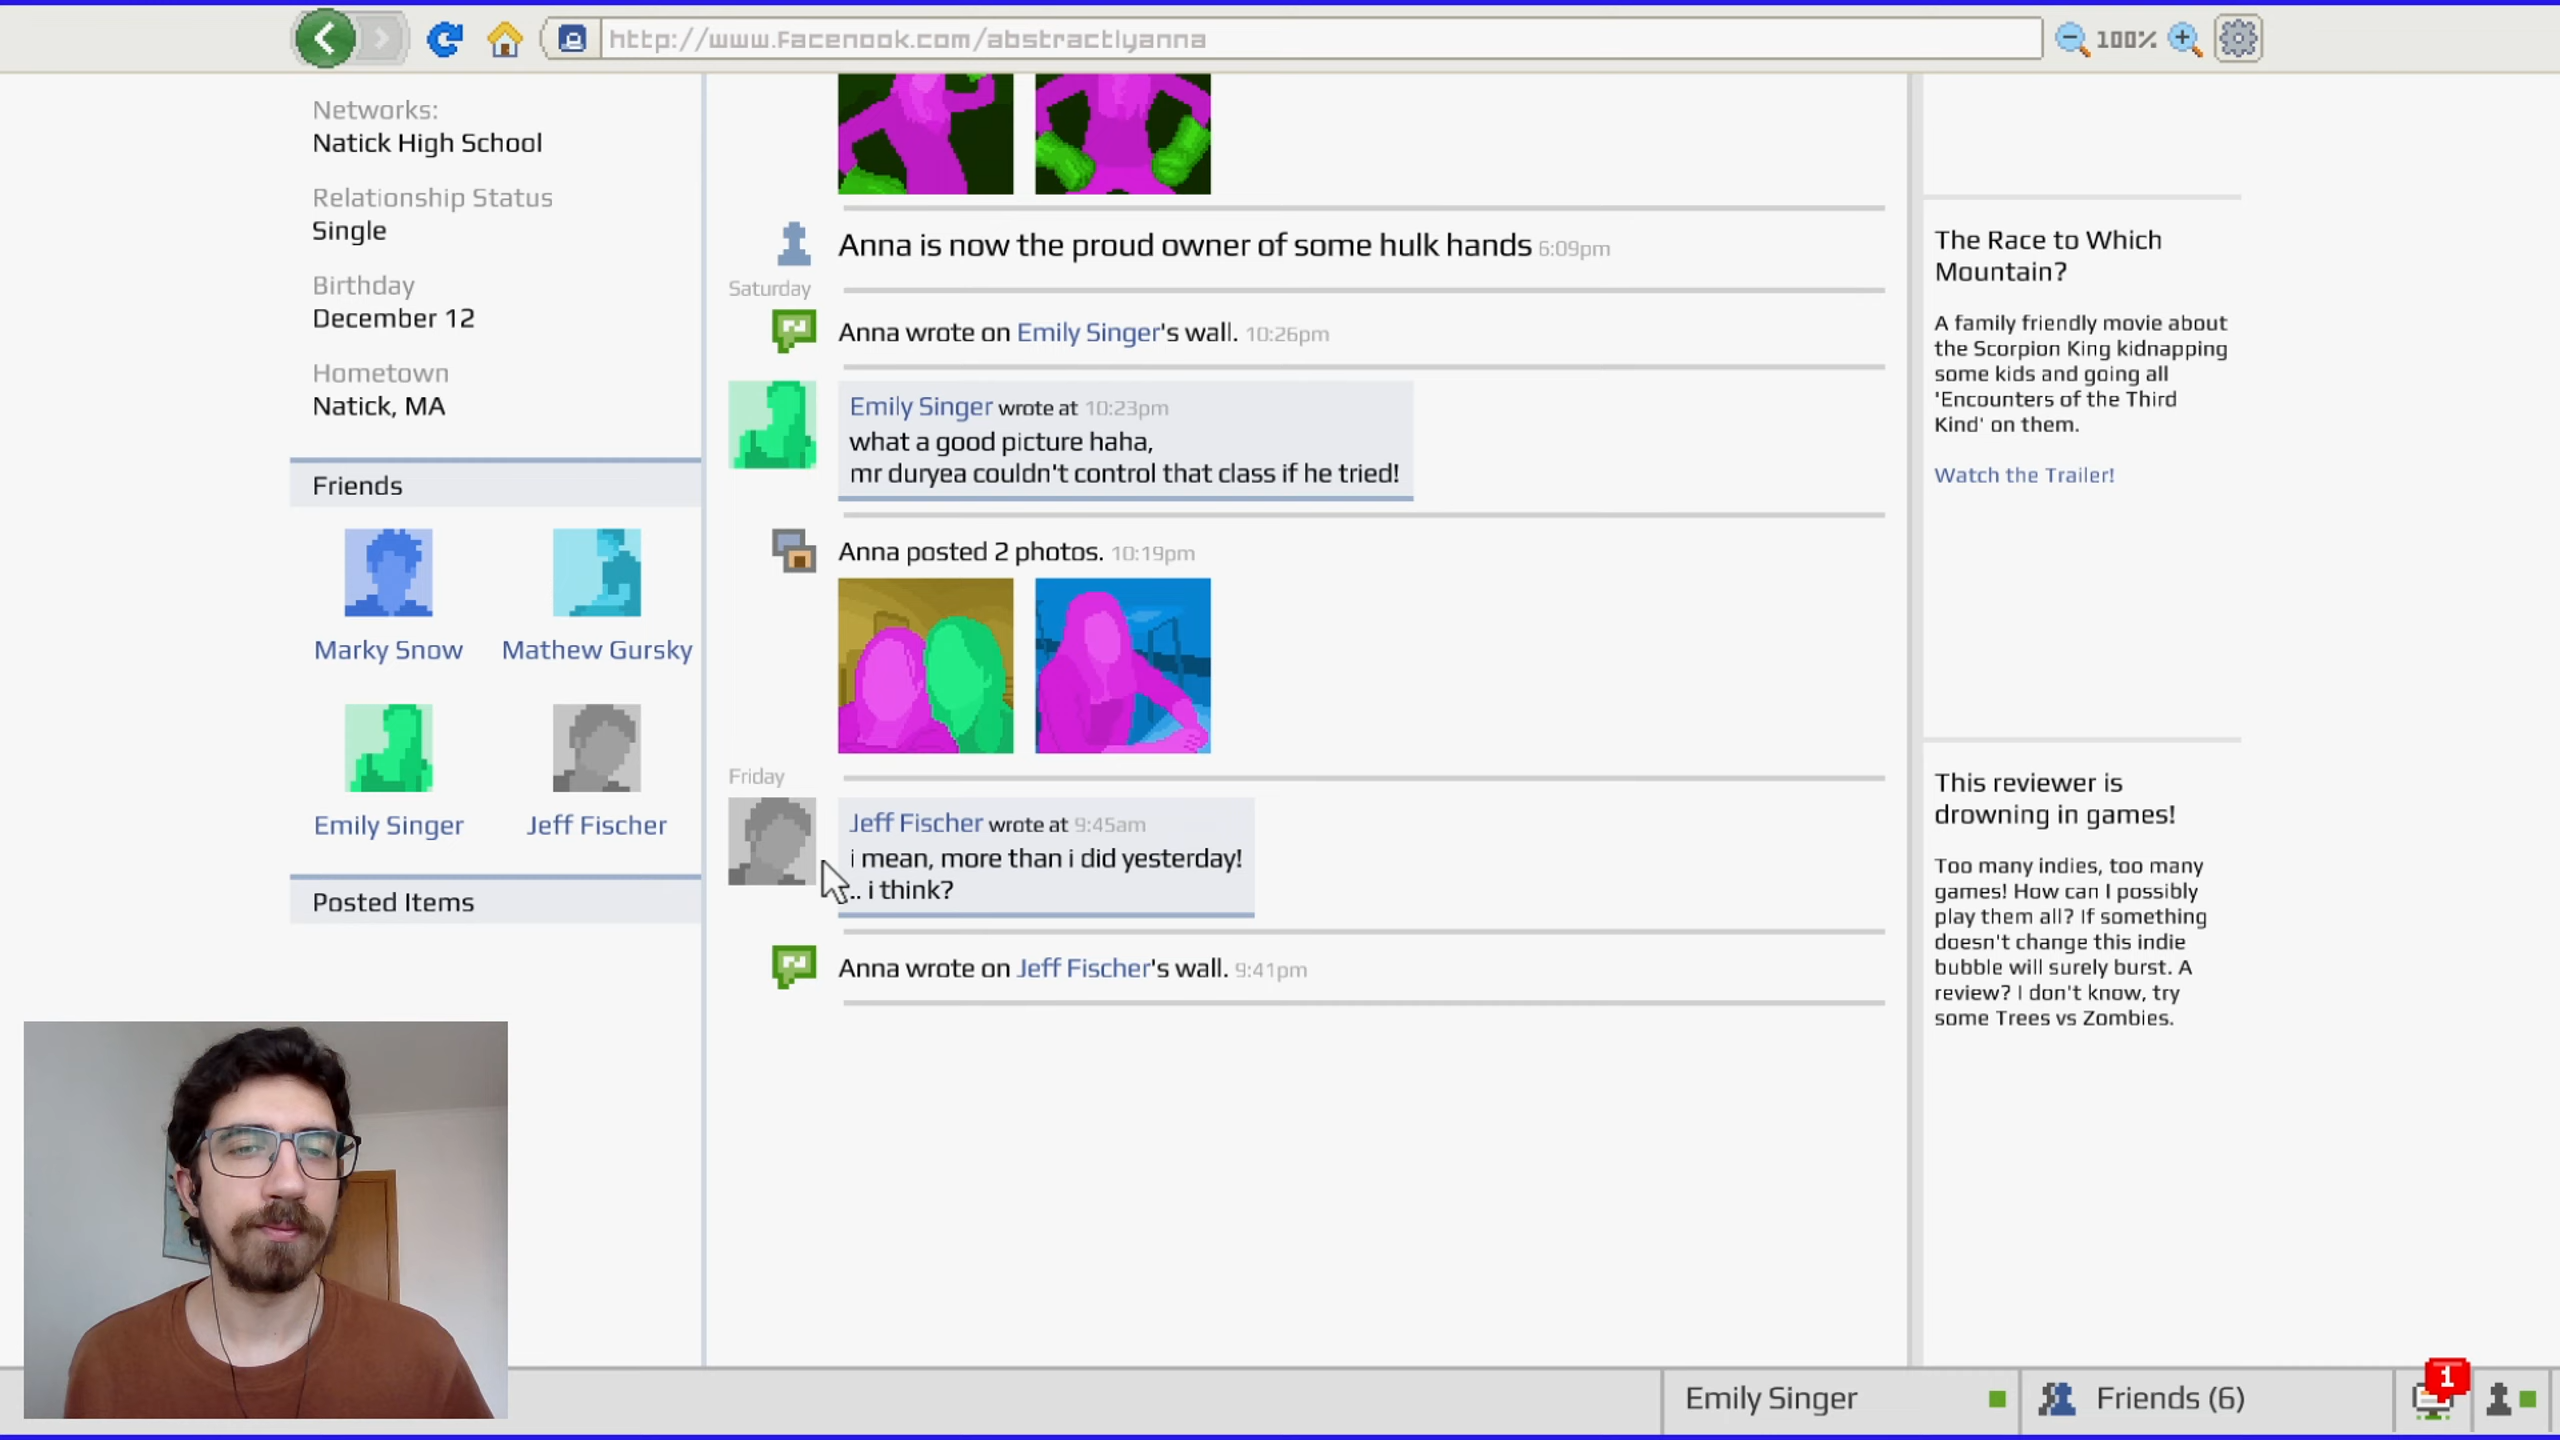 http://www.Facenook.com/abstractlyanna
100%
Networks:
Natick High School
Relationship Status
Single
Birthday
December 12
Hometown
Natick, MA
Friends
Marky Snow
Mathew Gursky
Emily Singer
Jeff Fischer
Posted Items
Anna is now the proud owner of some hulk hands 6:09pm
Saturday
Anna wrote on Emily Singer's wall. 10:26pm
Emily Singer wrote at 10:23pm
what a good picture haha,
mr duryea couldn't control that class if he tried!
Anna posted 2 photos. 10:19pm
Friday
Jeff Fischer wrote at 9:45am
i mean, more than i did yesterday!
.. i think?
Anna wrote on Jeff Fischer's wall. 9:41pm
The Race to Which
Mountain?
A family friendly movie about
the Scorpion King kidnapping
some kids and going all
'Encounters of the Third
Kind' on them.
Watch the Trailer!
This reviewer is
drowning in games!
Too many indies, too many
games! How can I possibly
play them all? If something
doesn't change this indie
bubble will surely burst. A
review? I don't know, try
some Trees vs Zombies.
Emily Singer
Friends (6)
1